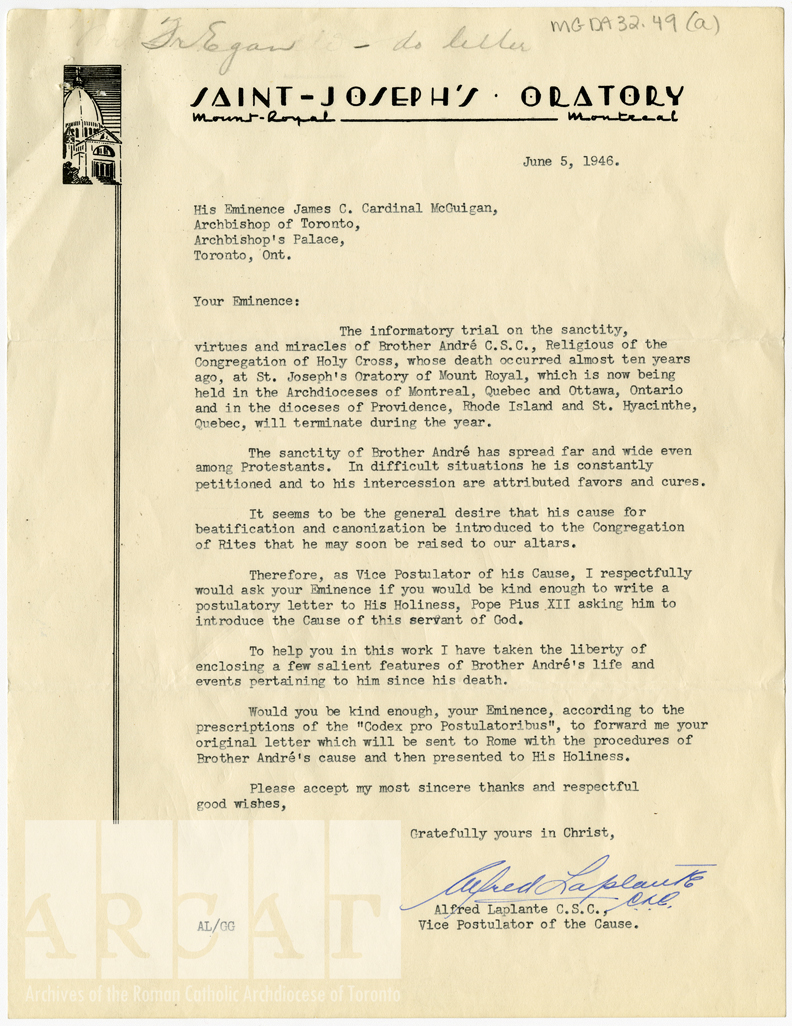 MG DA32.49 (a)
Fr Egan - do letter
SAINT-JOSEPH'S · ORATORY
Mount-Royal Montreal
June 5, 1946.
His Eminence James C. Cardinal McGuigan,
Archbishop of Toronto,
Archbishop's Palace,
Toronto, Ont.
Your Eminence:
The informatory trial on the sanctity,
virtues and miracles of Brother André C.S.C., Religious of the
Congregation of Holy Cross, whose death occurred almost ten years
ago, at St. Joseph's Oratory of Mount Royal, which is now being
held in the Archdioceses of Montreal, Quebec and Ottawa, Ontario
and in the dioceses of Providence, Rhode Island and St. Hyacinthe,
Quebec, will terminate during the year.
The sanctity of Brother André has spread far and wide even
among Protestants. In difficult situations he is constantly
petitioned and to his intercession are attributed favors and cures.
It seems to be the general desire that his cause for
beatification and canonization be introduced to the Congregation
of Rites that he may soon be raised to our altars.
Therefore, as Vice Postulator of his Cause, I respectfully
would ask your Eminence if you would be kind enough to write a
postulatory letter to His Holiness, Pope Pius XII asking him to
introduce the Cause of this servant of God.
To help you in this work I have taken the liberty of
enclosing a few salient features of Brother André's life and
events pertaining to him since his death.
Would you be kind enough, your Eminence, according to the
prescriptions of the "Codex pro Postulatoribus", to forward me your
original letter which will be sent to Rome with the procedures of
Brother André's cause and then presented to His Holiness.
Please accept my most sincere thanks and respectful
good wishes,
Gratefully yours in Christ,
Alfred Laplante
C.S.C.
Alfred Laplante C.S.C.,
AL/GG
Vice Postulator of the Cause.
ARCAT
Archives of the Roman Catholic Archdiocese of Toronto